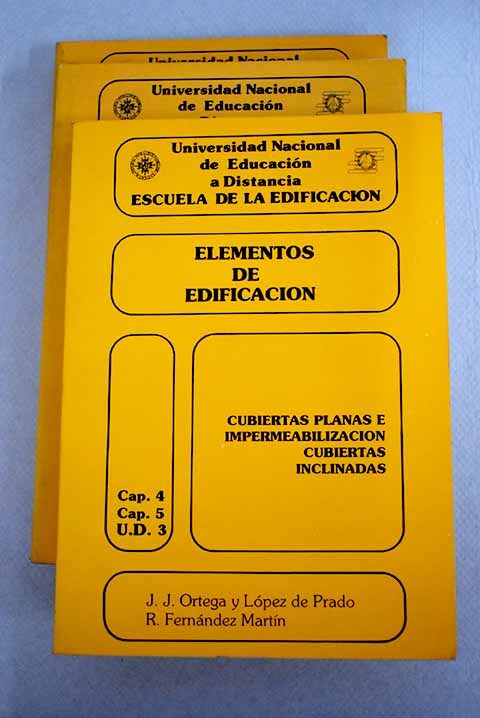 Universidad Nacional
Universidad Nacional
de Educación
a Distancia
Universidad Nacional
de Educación
a Distancia
ESCUELA DE LA EDIFICACION
ELEMENTOS
DE
EDIFICACION
CUBIERTAS PLANAS E
IMPERMEABILIZACION
CUBIERTAS
INCLINADAS
Cap. 4
Cap. 5
U.D. 3
J. J. Ortega y López de Prado
R. Fernández Martín